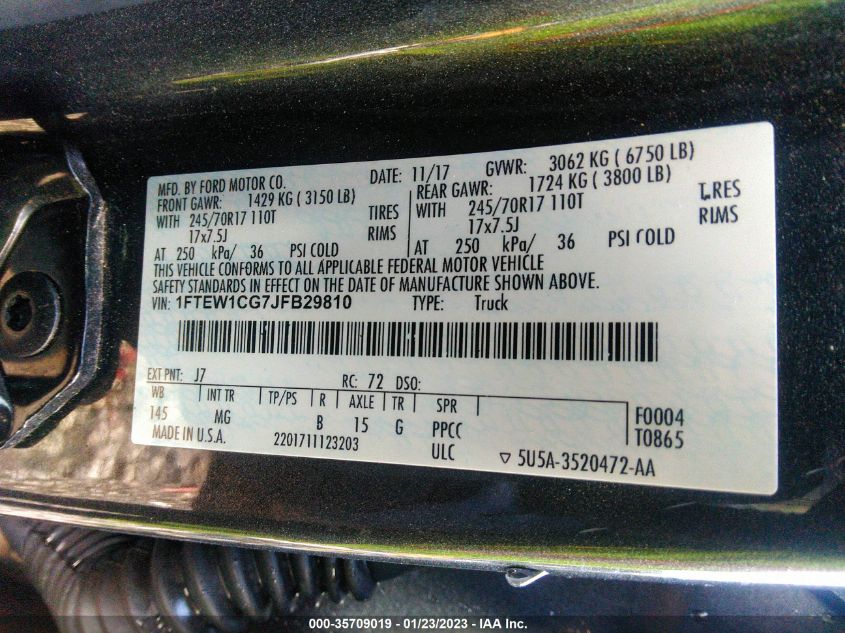 MFD. BY FORD MOTOR CO. DATE: 11/17 GVWR: 3062 KG ( 6750 LB)
FRONT GAWR: 1429 KG ( 3150 LB) REAR GAWR: 1724 KG ( 3800 LB)
WITH 245/70R17 110T TIRES WITH 245/70R17 110T
17x7.5J RIMS 17x7.5J RIMS
AT 250 kPa/ 36 PSI COLD AT 250 kPa/ 36 PSI COLD
THIS VEHICLE CONFORMS TO ALL APPLICABLE FEDERAL MOTOR VEHICLE
SAFETY STANDARDS IN EFFECT ON THE DATE OF MANUFACTURE SHOWN ABOVE.
VIN: 1FTEW1CG7JFB29810 TYPE: Truck
EXT PNT: J7 RC: 72 DSO:
WB INT TR TP/PS R AXLE TR SPR
145 MG B 15 G PPCC F0004
MADE IN U.S.A. 2201711123203 ULC T0865
5U5A-3520472-AA
000-35709019 - 01/23/2023 - IAA Inc.